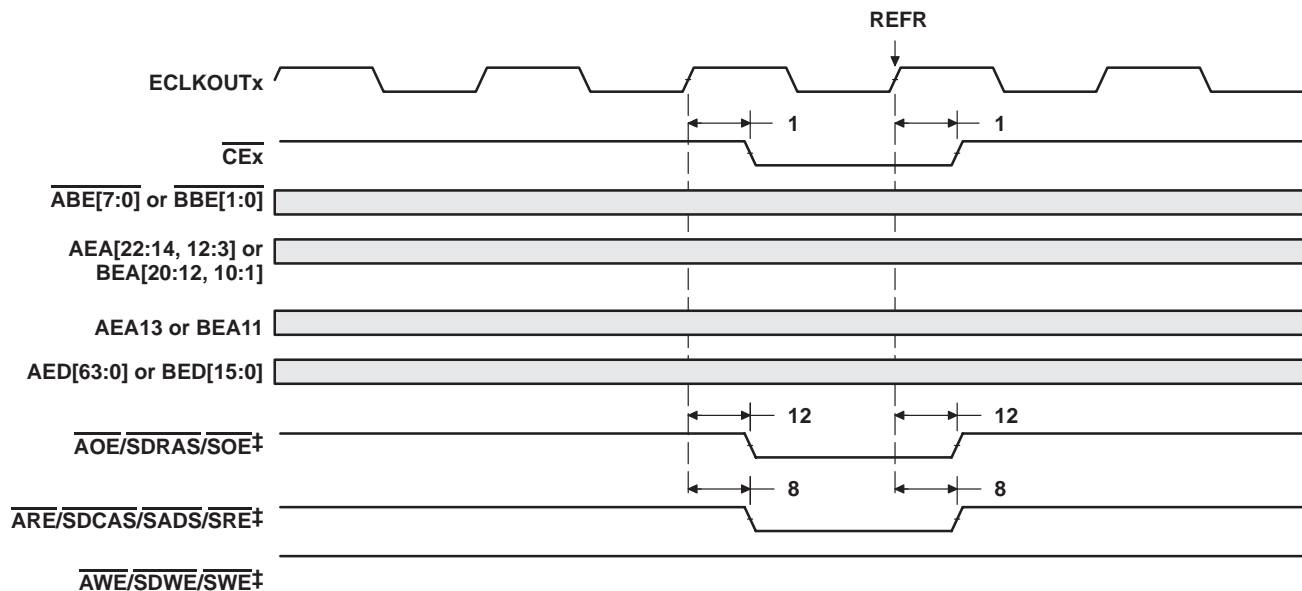 REFR
ECLKOUTx
1 1
CEx
ABE[7:0] or BBE[1:0]
AEA[22:14, 12:3] or
BEA[20:12, 10:1]
AEA13 or BEA11
AED[63:0] or BED[15:0]
12 12
AOE/SDRAS/SOE‡
8 8
ARE/SDCAS/SADS/SRE‡
AWE/SDWE/SWE‡